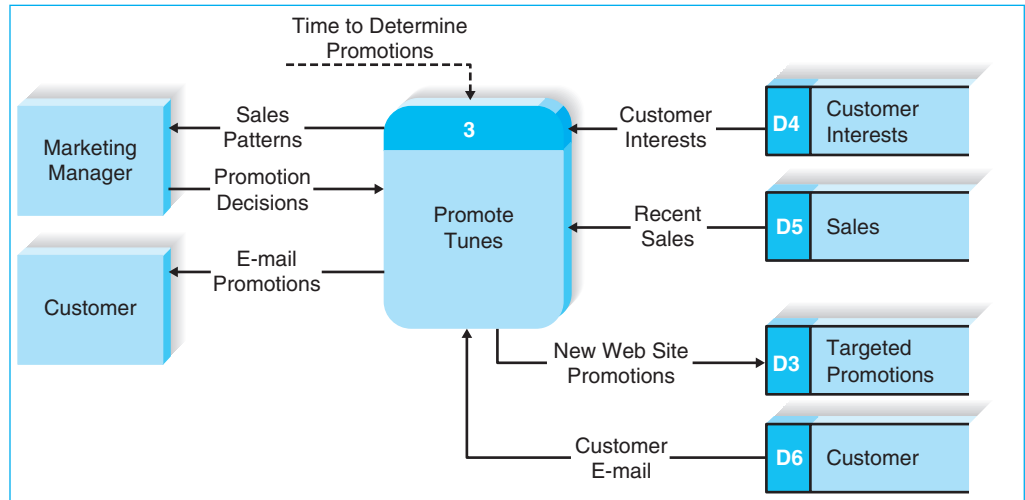 Time to Determine
Promotions
Marketing
Manager
Sales
Patterns
Promotion
Decisions
3
Promote
Tunes
Customer
Interests
D4
Customer
Interests
Recent
Sales
D5
Sales
Customer
E-mail
Promotions
New Web Site
Promotions
D3
Targeted
Promotions
Customer
E-mail
D6
Customer